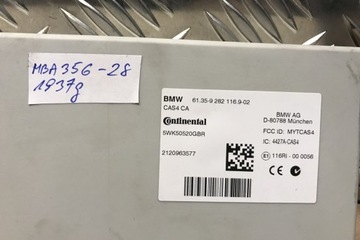 MBA356-28
1937g
BMW 61.35-9 282 116.9-02
CAS4 CA
Continental
5WK50520GBR
2120963577
BMW AG
D-80788 München
FCC ID: MYTCAS4
IC: 4427A-CAS4
E1 116RI - 00 0056